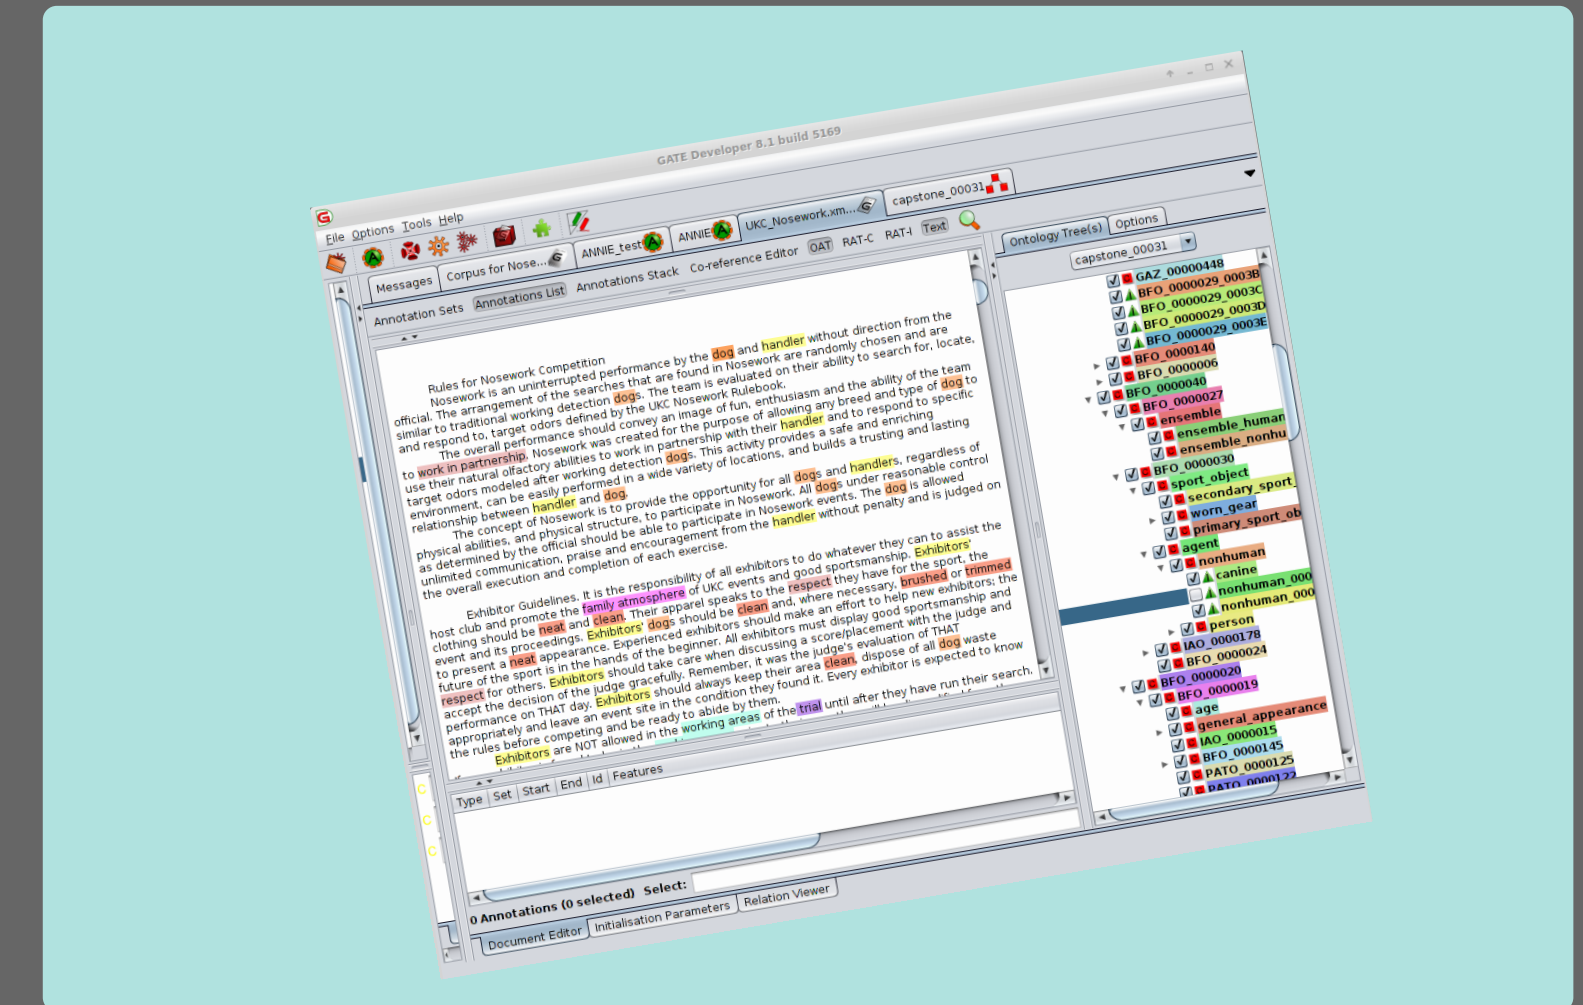 GATE Developer 8.1 build 5169
File Options Tools Help
Messages
Corpus for Nose...
ANNIE_test
ANNIE
UKC_Nosework.xm...
capstone_00031
Annotation Sets
Annotations List
Annotations Stack
Co-reference Editor
OAT
RAT-C
RAT-I
Text
Rules for Nosework Competition
Nosework is an uninterrupted performance by the dog and handler without direction from the
official. The arrangement of the searches that are found in Nosework are randomly chosen and are
similar to traditional working detection dogs. The team is evaluated on their ability to search for, locate,
and respond to, target odors defined by the UKC Nosework Rulebook.
The overall performance should convey an image of fun, enthusiasm and the ability of the team
to work in partnership. Nosework was created for the purpose of allowing any breed and type of dog to
use their natural olfactory abilities to work in partnership with their handler and to respond to specific
target odors modeled after working detection dogs. This activity provides a safe and enriching
environment, can be easily performed in a wide variety of locations, and builds a trusting and lasting
relationship between handler and dog.
The concept of Nosework is to provide the opportunity for all dogs and handlers, regardless of
physical abilities, and physical structure, to participate in Nosework. All dogs under reasonable control
as determined by the official should be able to participate in Nosework events. The dog is allowed
unlimited communication, praise and encouragement from the handler without penalty and is judged on
the overall execution and completion of each exercise.
Exhibitor Guidelines. It is the responsibility of all exhibitors to do whatever they can to assist the
host club and promote the family atmosphere of UKC events and good sportsmanship. Exhibitors'
clothing should be neat and clean. Their apparel speaks to the respect they have for the sport, the
event and its proceedings. Exhibitors' dogs should be clean and, where necessary, brushed or trimmed
to present a neat appearance. Experienced exhibitors should make an effort to help new exhibitors; the
future of the sport is in the hands of the beginner. All exhibitors must display good sportsmanship and
respect for others. Exhibitors should take care when discussing a score/placement with the judge and
accept the decision of the judge gracefully. Remember, it was the judge's evaluation of THAT
performance on THAT day. Exhibitors should always keep their area clean, dispose of all dog waste
appropriately and leave an event site in the condition they found it. Every exhibitor is expected to know
the rules before competing and be ready to abide by them.
Exhibitors are NOT allowed in the working areas of the trial until after they have run their search.
Type Set Start End Id Features
0 Annotations (0 selected) Select:
Document Editor
Initialisation Parameters
Relation Viewer
Ontology Tree(s)
Options
capstone_00031
GAZ_00000448
BFO_0000029_0003B
BFO_0000029_0003C
BFO_0000029_0003D
BFO_0000029_0003E
BFO_0000140
BFO_0000006
BFO_0000040
BFO_0000027
ensemble
ensemble_human
ensemble_nonhu
BFO_0000030
sport_object
secondary_sport_
worn_gear
primary_sport_ob
agent
nonhuman
canine
nonhuman_000
nonhuman_000
person
IAO_0000178
BFO_0000024
BFO_0000020
BFO_0000019
age
general_appearance
IAO_0000015
BFO_0000145
PATO_0000125
PATO_0000122
C
C
C